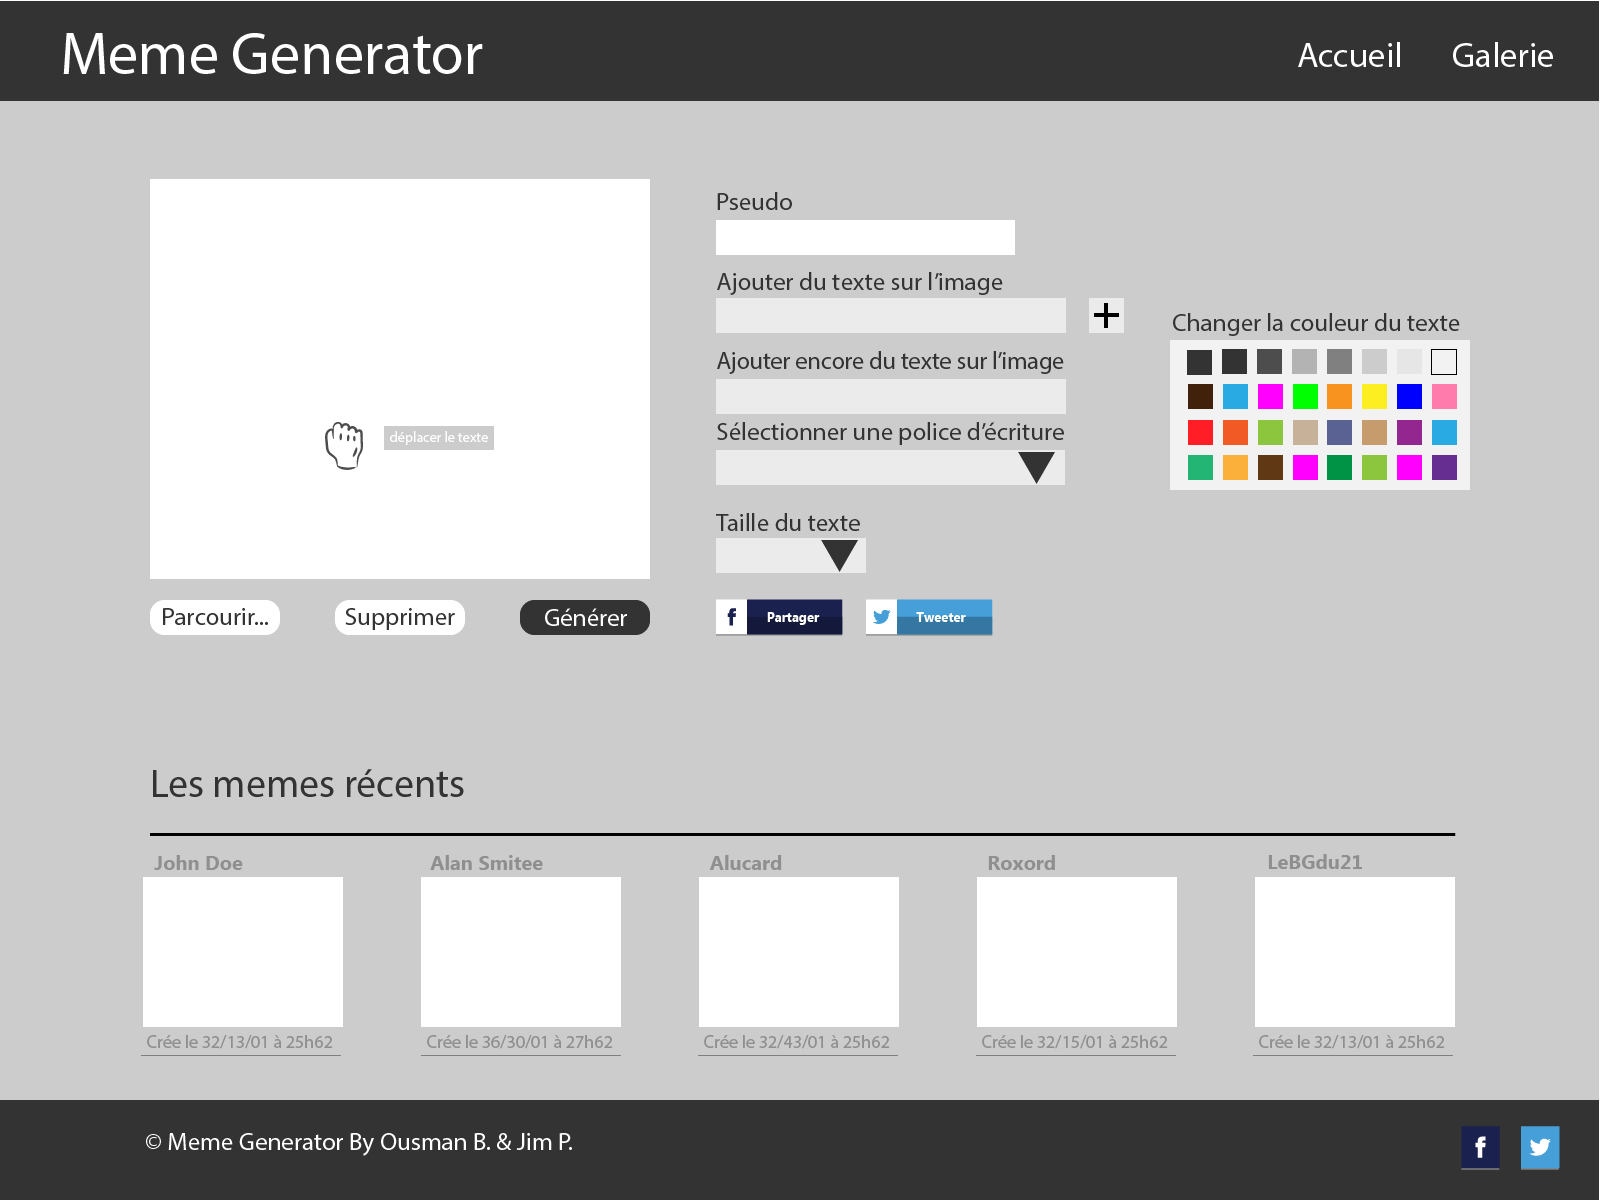 Meme Generator
Accueil
Galerie
Pseudo
Ajouter du texte sur l’image
+
Changer la couleur du texte
Ajouter encore du texte sur l’image
Sélectionner une police d’écriture
déplacer le texte
Taille du texte
Parcourir...
Supprimer
Générer
f Partager
Tweeter
Les memes récents
John Doe
Alan Smitee
Alucard
Roxord
LeBGdu21
Crée le 32/13/01 à 25h62
Crée le 36/30/01 à 27h62
Crée le 32/43/01 à 25h62
Crée le 32/15/01 à 25h62
Crée le 32/13/01 à 25h62
© Meme Generator By Ousman B. & Jim P.
f